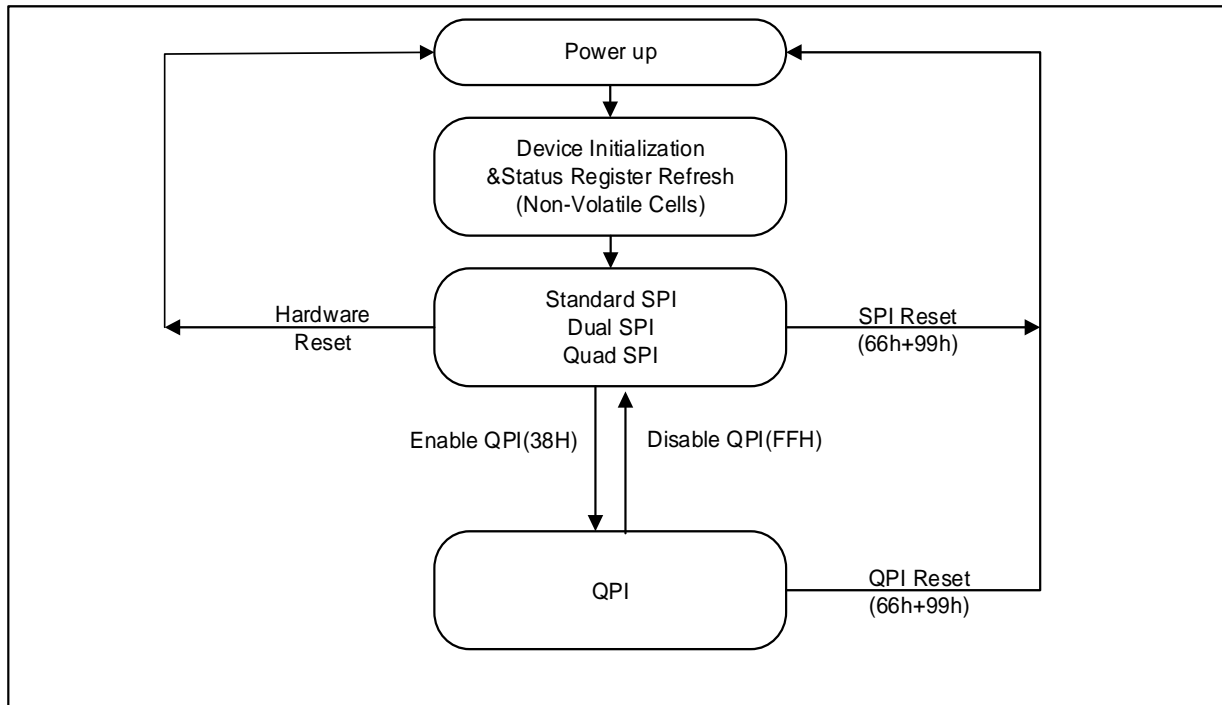 Power up
Device Initialization
&Status Register Refresh
(Non-Volatile Cells)
Standard SPI
Dual SPI
Quad SPI
Hardware
Reset
SPI Reset
(66h+99h)
Enable QPI(38H)
Disable QPI(FFH)
QPI
QPI Reset
(66h+99h)